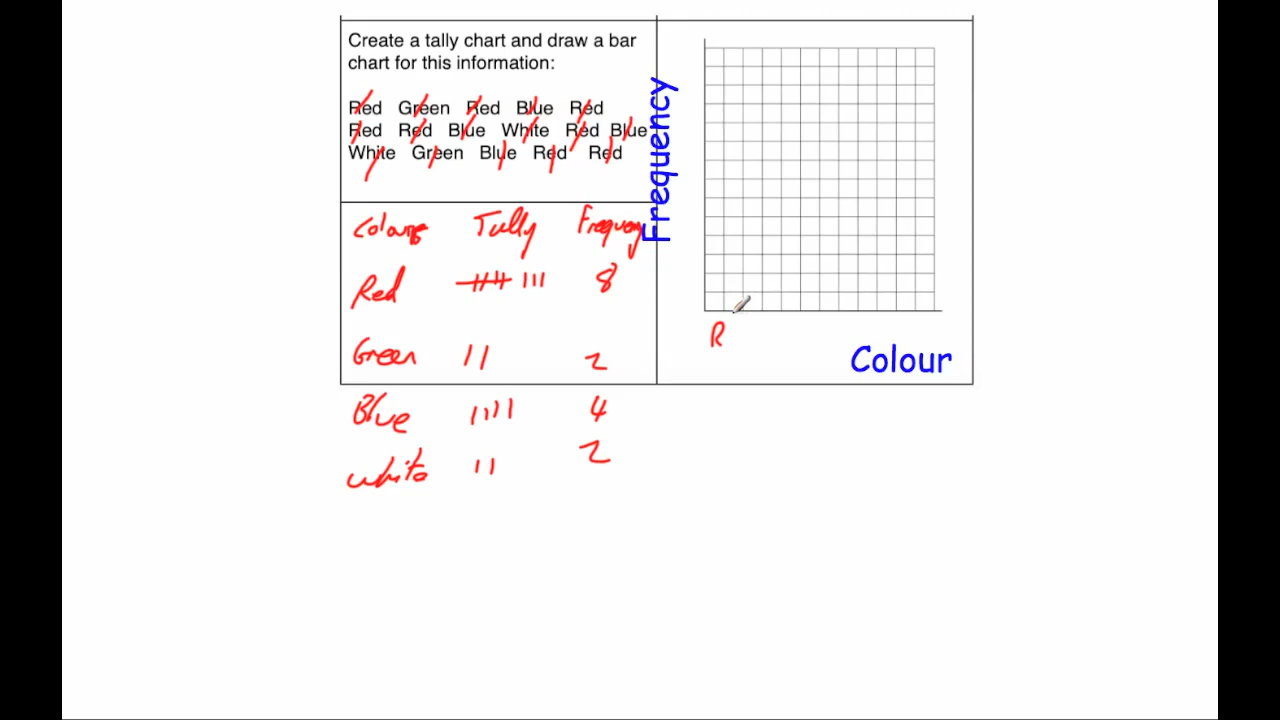 Create a tally chart and draw a bar
chart for this information:
Red Green Red Blue Red
Red Red Blue White Red Blue
White Green Blue Red Red
Colour Tally Frequency
Red 8
Green 2
Blue 4
White 2
Frequency
R
Colour